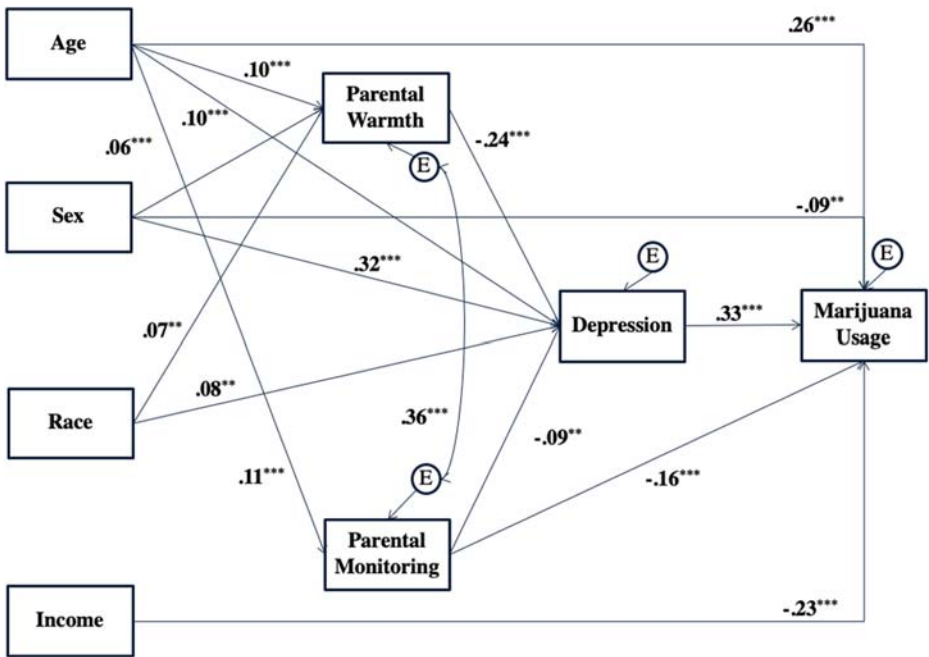 Age
.26***
.10***
Parental
Warmth
.10***
-.24***
.06***
E
Sex
-.09**
.32***
E
E
Depression
.33***
Marijuana
Usage
.07**
.08**
Race
.36***
-.09**
.11***
E
-.16***
Parental
Monitoring
Income
-.23***